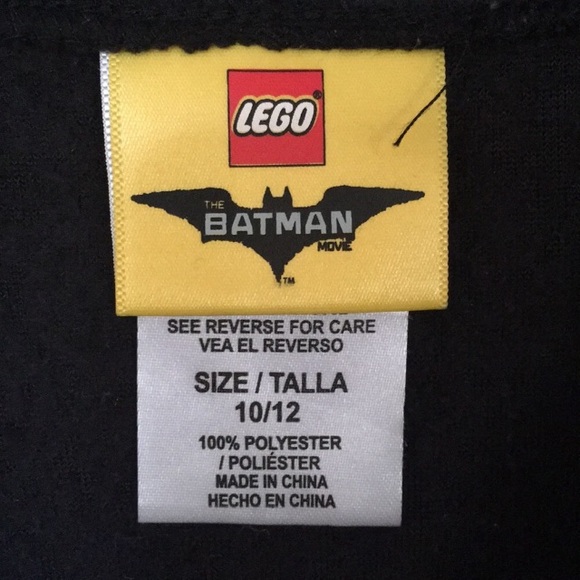 LEGO®
THE
BATMAN
MOVIE
TM
SEE REVERSE FOR CARE
VEA EL REVERSO
SIZE / TALLA
10/12
100% POLYESTER
/ POLIÉSTER
MADE IN CHINA
HECHO EN CHINA